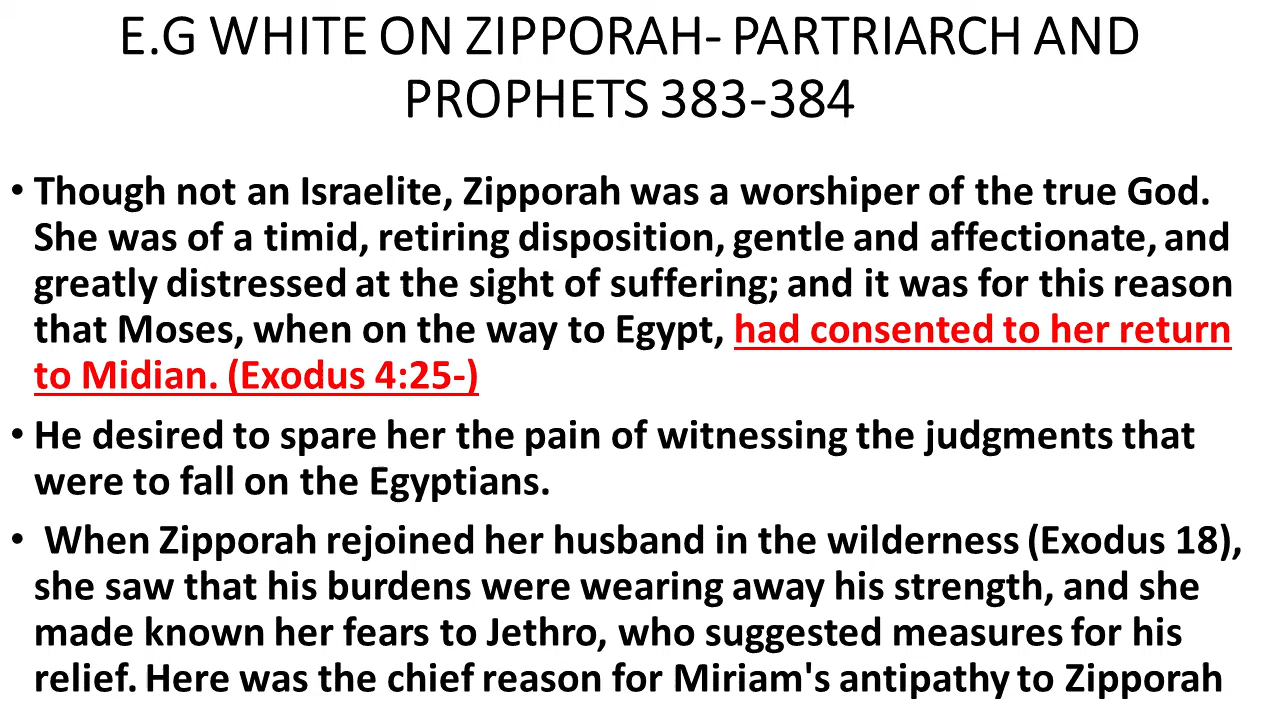 E.G WHITE ON ZIPPORAH- PARTRIARCH AND
PROPHETS 383-384
• Though not an Israelite, Zipporah was a worshiper of the true God.
She was of a timid, retiring disposition, gentle and affectionate, and
greatly distressed at the sight of suffering; and it was for this reason
that Moses, when on the way to Egypt, had consented to her return
to Midian. (Exodus 4:25-)
• He desired to spare her the pain of witnessing the judgments that
were to fall on the Egyptians.
• When Zipporah rejoined her husband in the wilderness (Exodus 18),
she saw that his burdens were wearing away his strength, and she
made known her fears to Jethro, who suggested measures for his
relief. Here was the chief reason for Miriam's antipathy to Zipporah